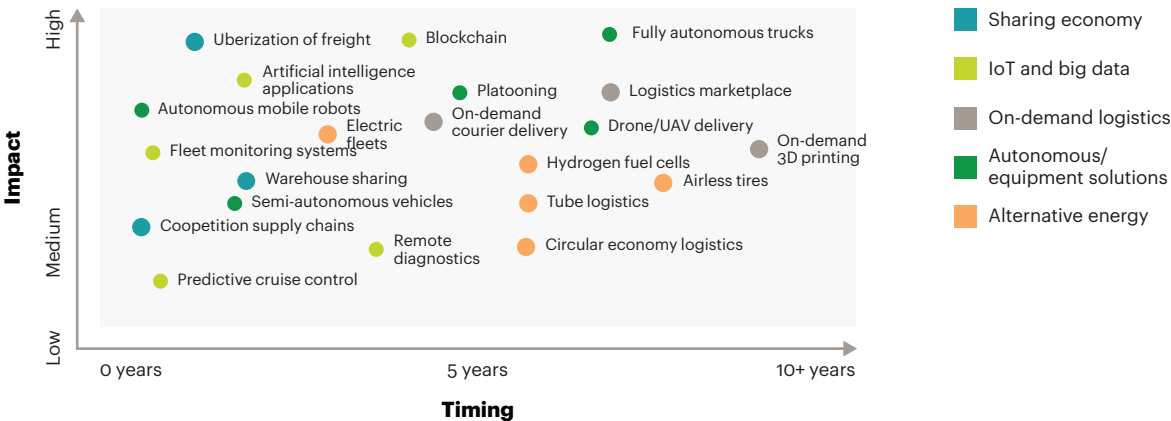 High
Medium
Low
Impact
Uberization of freight
Blockchain
Fully autonomous trucks
Artificial intelligence
applications
Platooning
Logistics marketplace
Autonomous mobile robots
On-demand
courier delivery
Electric
fleets
Drone/UAV delivery
On-demand
3D printing
Fleet monitoring systems
Hydrogen fuel cells
Warehouse sharing
Airless tires
Semi-autonomous vehicles
Tube logistics
Coopetition supply chains
Remote
diagnostics
Circular economy logistics
Predictive cruise control
0 years
5 years
10+ years
Timing
Sharing economy
IoT and big data
On-demand logistics
Autonomous/
equipment solutions
Alternative energy